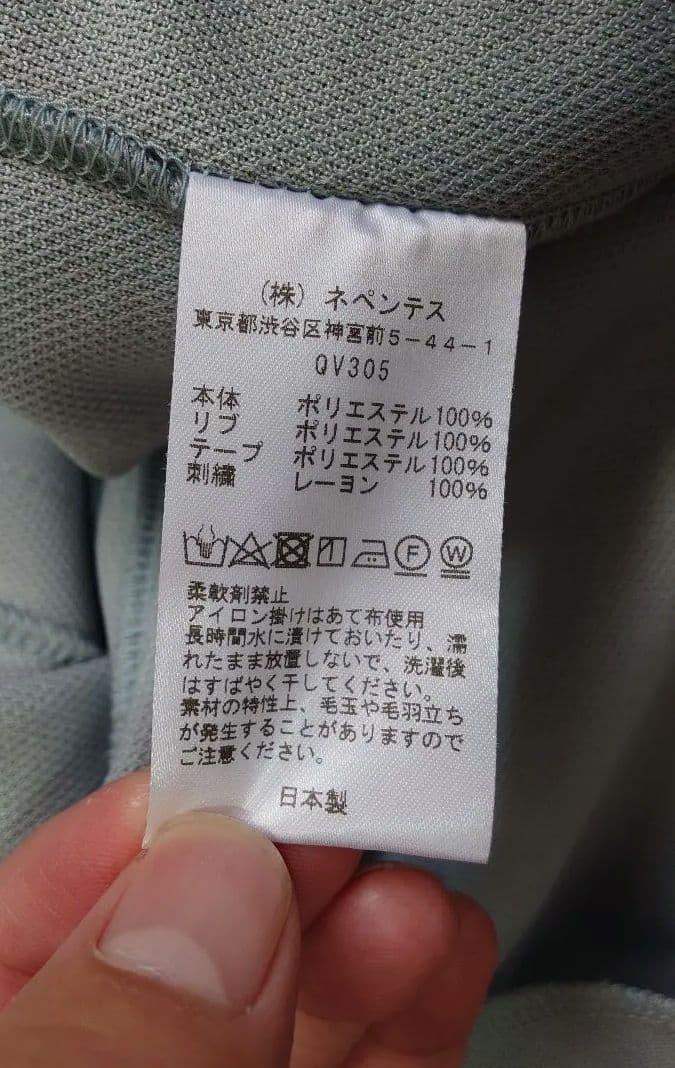 (株) ネペンテス
東京都渋谷区神宮前5-44-1
QV305
本体 ポリエステル100%
リブ ポリエステル100%
テープ ポリエステル100%
刺繍 レーヨン 100%
F W
柔軟剤禁止
アイロン掛けはあて布使用
長時間水に漬けておいたり、濡
れたまま放置しないで、洗濯後
はすばやく干してください。
素材の特性上、毛玉や毛羽立ち
が発生することがありますので
ご注意ください。
日本製